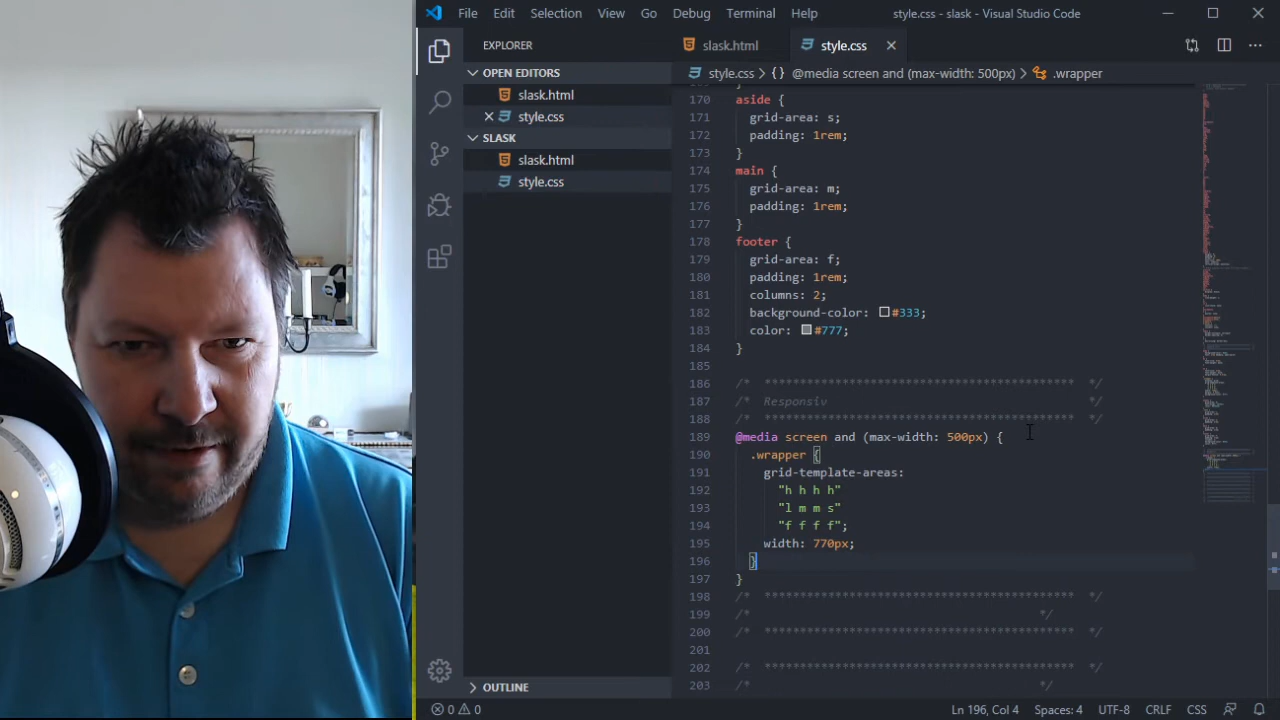 File Edit Selection View Go Debug Terminal Help style.css - slask - Visual Studio Code
EXPLORER
slask.html style.css
OPEN EDITORS
style.css > {} @media screen and (max-width: 500px) > .wrapper
slask.html
style.css
SLASK
slask.html
style.css
OUTLINE
170 aside {
171 grid-area: s;
172 padding: 1rem;
173 }
174 main {
175 grid-area: m;
176 padding: 1rem;
177 }
178 footer {
179 grid-area: f;
180 padding: 1rem;
181 columns: 2;
182 background-color: #333;
183 color: #777;
184 }
185
186 /* ******************************************** */
187 /* Responsiv */
188 /* ******************************************** */
189 @media screen and (max-width: 500px) {
190 .wrapper {
191 grid-template-areas:
192 "h h h h"
193 "l m m s"
194 "f f f f";
195 width: 770px;
196 }
197 }
198 /* ******************************************** */
199 /* */
200 /* ******************************************** */
201
202 /* ******************************************** */
203 /* */
0 0 Ln 196, Col 4 Spaces: 4 UTF-8 CRLF CSS